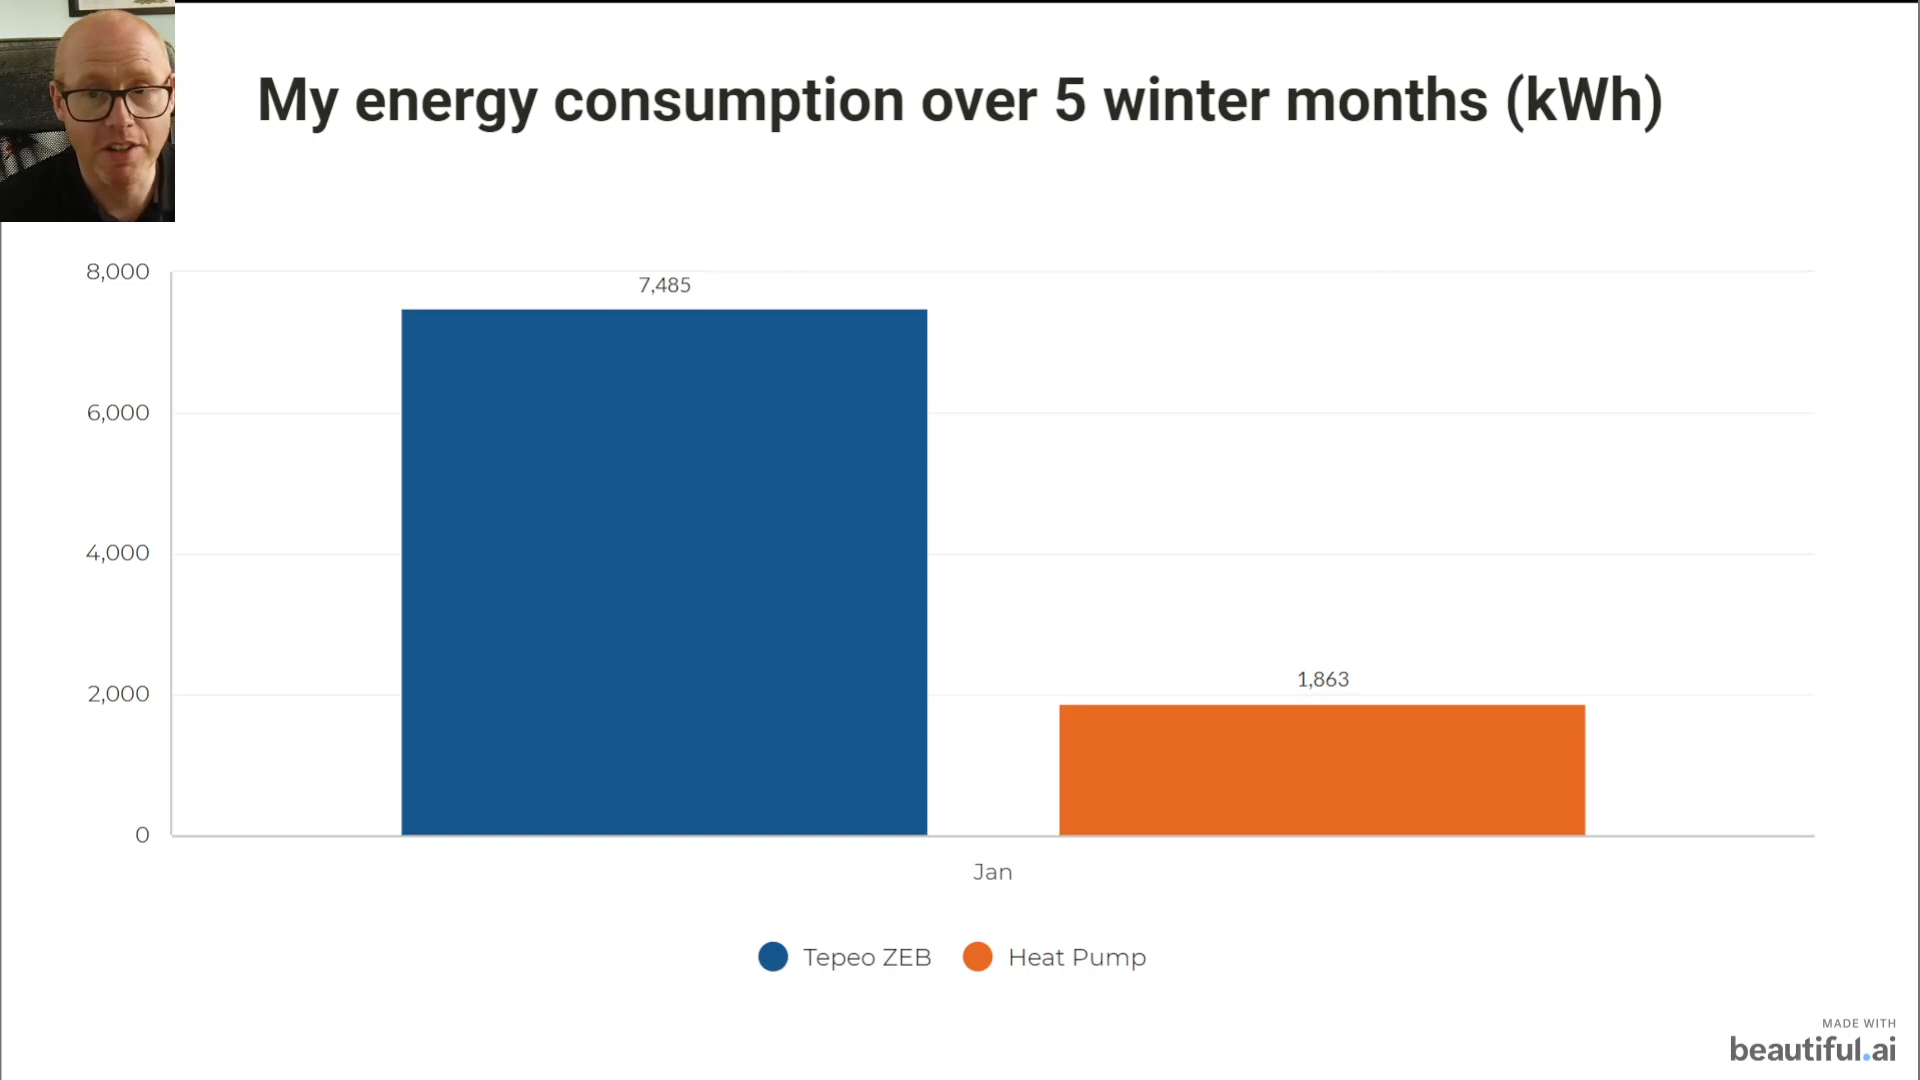 My energy consumption over 5 winter months (kWh)
8,000
7,485
6,000
4,000
2,000
1,863
0
Jan
Tepeo ZEB Heat Pump
MADE WITH
beautiful.ai